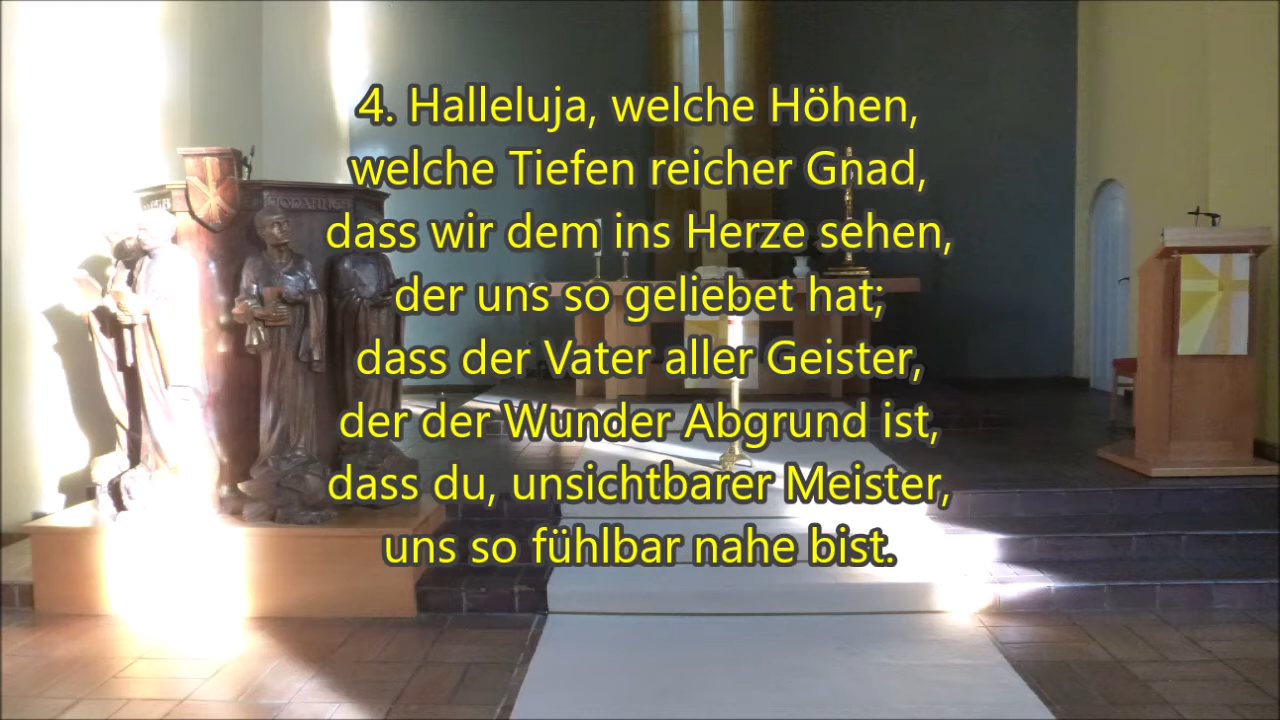 4. Halleluja, welche Höhen,
welche Tiefen reicher Gnad,
dass wir dem ins Herze sehen,
der uns so geliebet hat;
dass der Vater aller Geister,
der der Wunder Abgrund ist,
dass du, unsichtbarer Meister,
uns so fühlbar nahe bist.